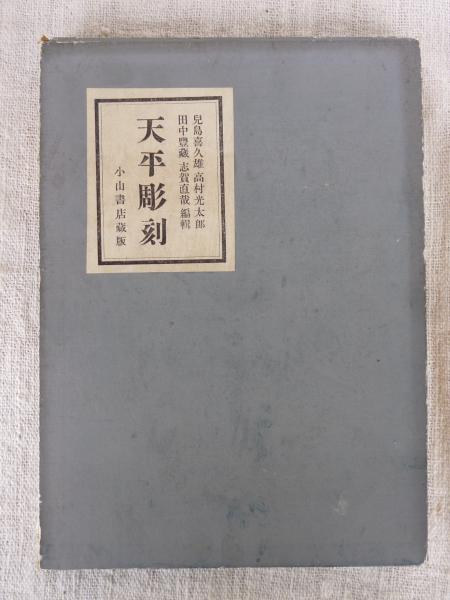 兒島喜久雄 高村光太郎
田中豐藏 志賀直哉 編輯
天平彫刻
小山書店蔵版